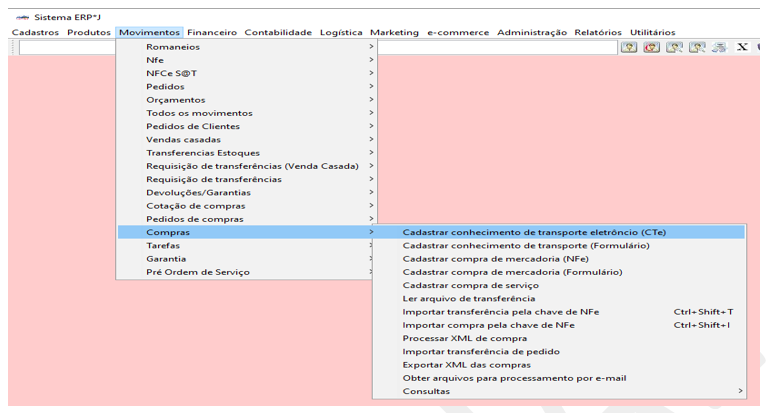 Sistema ERP*J
Cadastros Produtos Movimentos Financeiro Contabilidade Logística Marketing e-commerce Administração Relatórios Utilitários
X
Romaneios >
Nfe >
NFCe S@T >
Pedidos >
Orçamentos >
Todos os movimentos >
Pedidos de Clientes >
Vendas casadas >
Transferencias Estoques >
Requisição de transferências (Venda Casada) >
Requisição de transferências >
Devoluções/Garantias >
Cotação de compras >
Pedidos de compras >
Compras >
Tarefas
Garantia
Pré Ordem de Serviço
Cadastrar conhecimento de transporte eletrôncio (CTe)
Cadastrar conhecimento de transporte (Formulário)
Cadastrar compra de mercadoria (NFe)
Cadastrar compra de mercadoria (Formulário)
Cadastrar compra de serviço
Ler arquivo de transferência
Importar transferência pela chave de NFe Ctrl+Shift+T
Importar compra pela chave de NFe Ctrl+Shift+I
Processar XML de compra
Importar transferência de pedido
Exportar XML das compras
Obter arquivos para processamento por e-mail
Consultas >